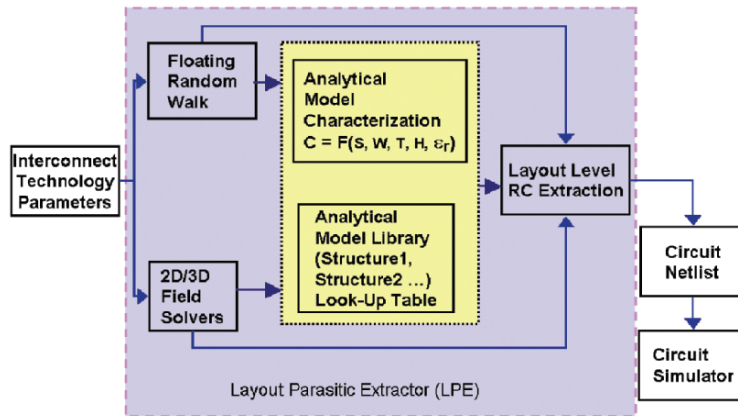 Interconnect
Technology
Parameters
Floating
Random
Walk
2D/3D
Field
Solvers
Analytical
Model
Characterization
C = F(S, W, T, H, εr)
Analytical
Model Library
(Structure1,
Structure2 ...)
Look-Up Table
Layout Level
RC Extraction
Circuit
Netlist
Circuit
Simulator
Layout Parasitic Extractor (LPE)